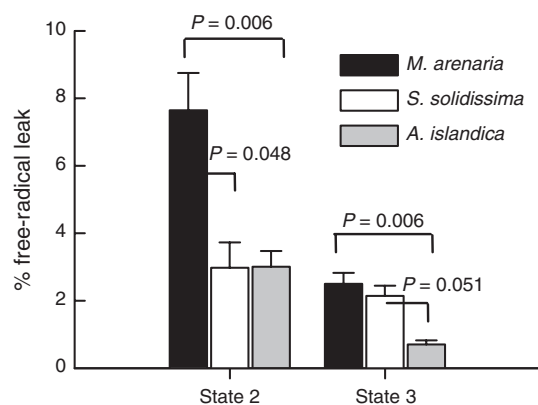 % free-radical leak
10
8
6
4
2
0
P = 0.006
P = 0.048
P = 0.006
P = 0.051
M. arenaria
S. solidissima
A. islandica
State 2
State 3